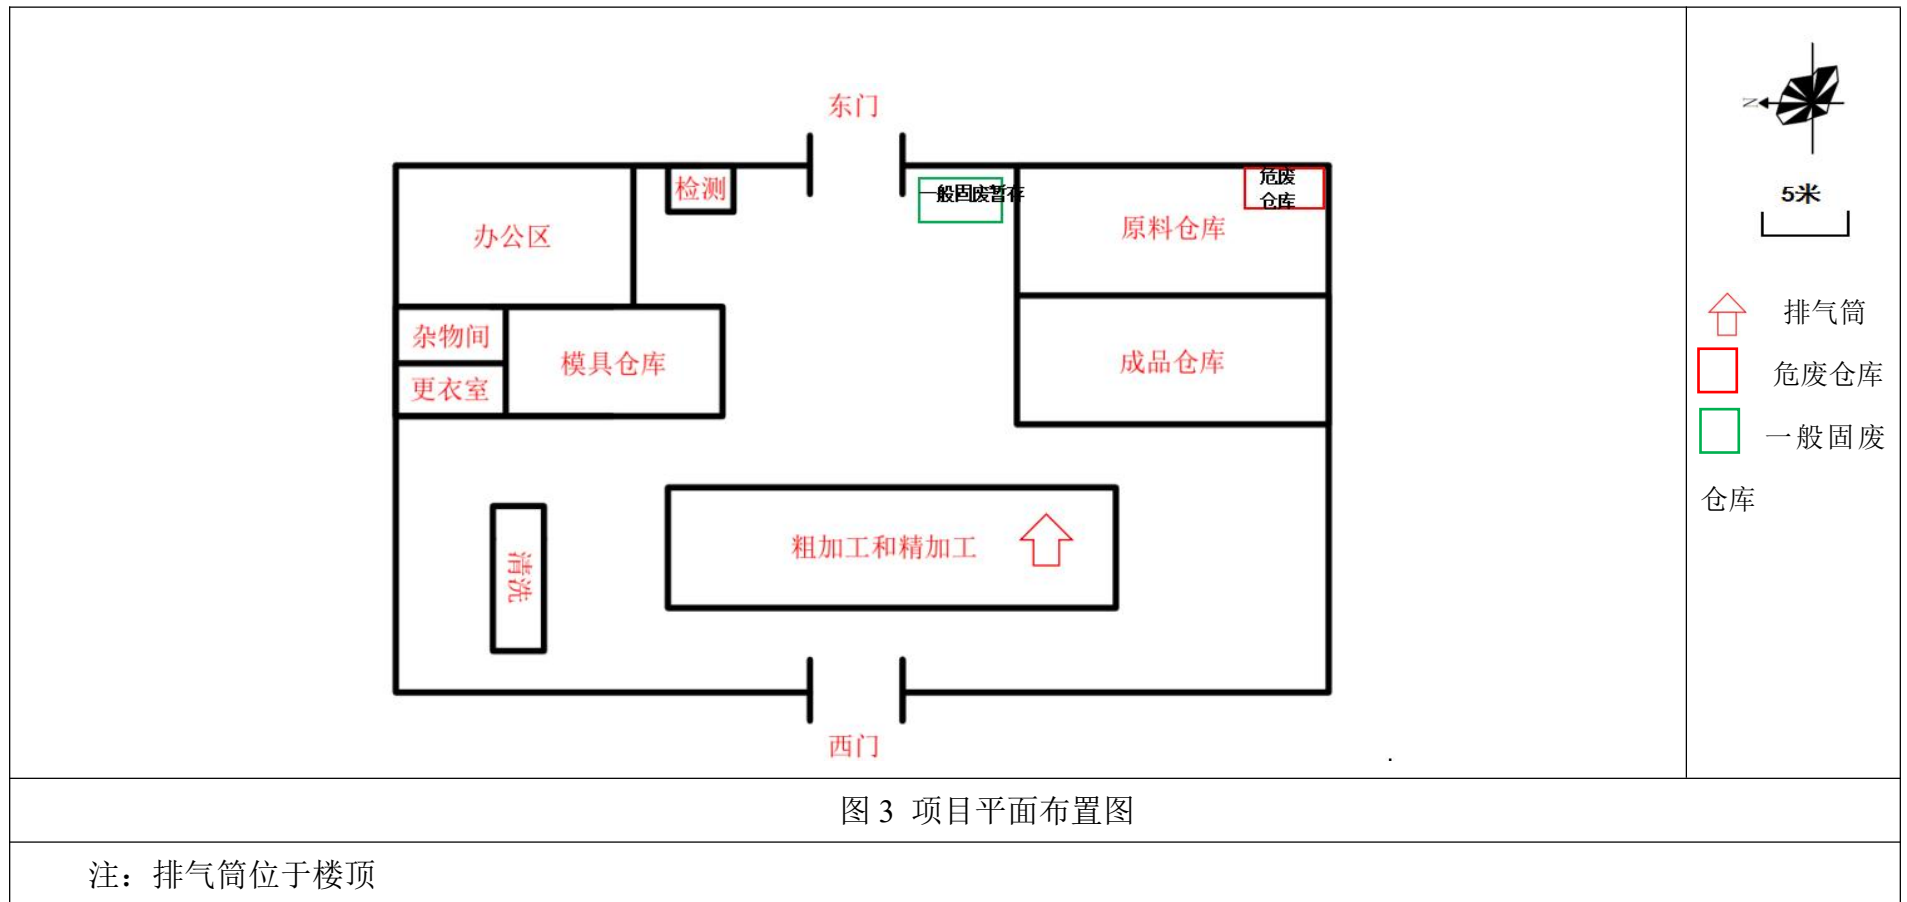 东门
检测
一般固废暂存
危废
仓库
办公区
原料仓库
杂物间
模具仓库
更衣室
成品仓库
清洗
粗加工和精加工
西门
N
5米
排气筒
危废仓库
一般固废
仓库
图 3 项目平面布置图
注：排气筒位于楼顶